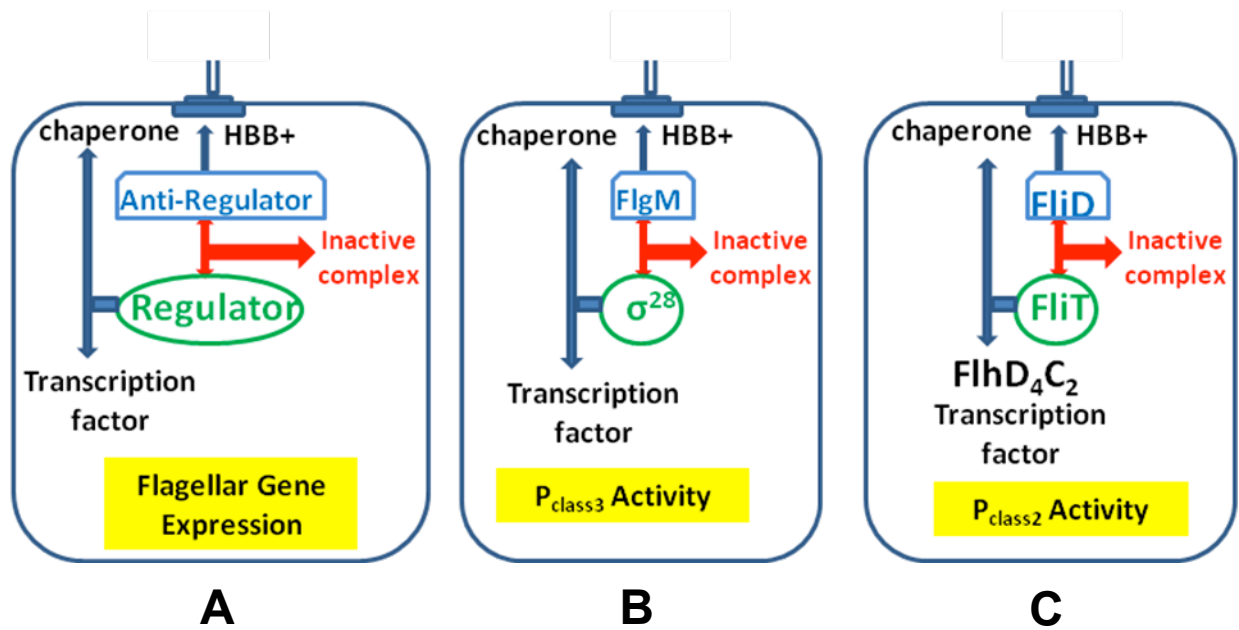 chaperone
HBB+
Anti-Regulator
Inactive
complex
Regulator
Transcription
factor
Flagellar Gene
Expression
A
chaperone
HBB+
FlgM
Inactive
complex
σ²⁸
Transcription
factor
Pclass3 Activity
B
chaperone
HBB+
FliD
Inactive
complex
FliT
FlhD₄C₂
Transcription
factor
Pclass2 Activity
C